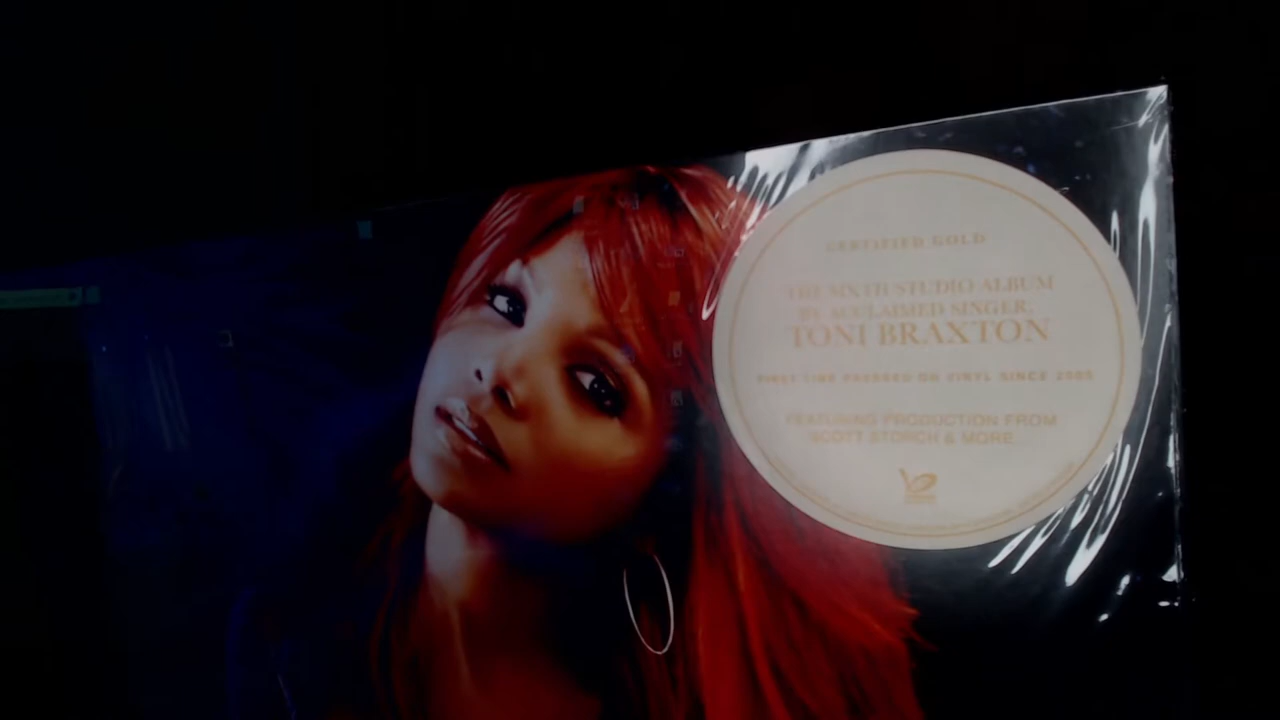 CERTIFIED GOLD
THE SIXTH STUDIO ALBUM
BY ACCLAIMED SINGER,
TONI BRAXTON
FIRST TIME PRESSED ON VINYL SINCE 2005
FEATURING PRODUCTION FROM
SCOTT STORCH & MORE